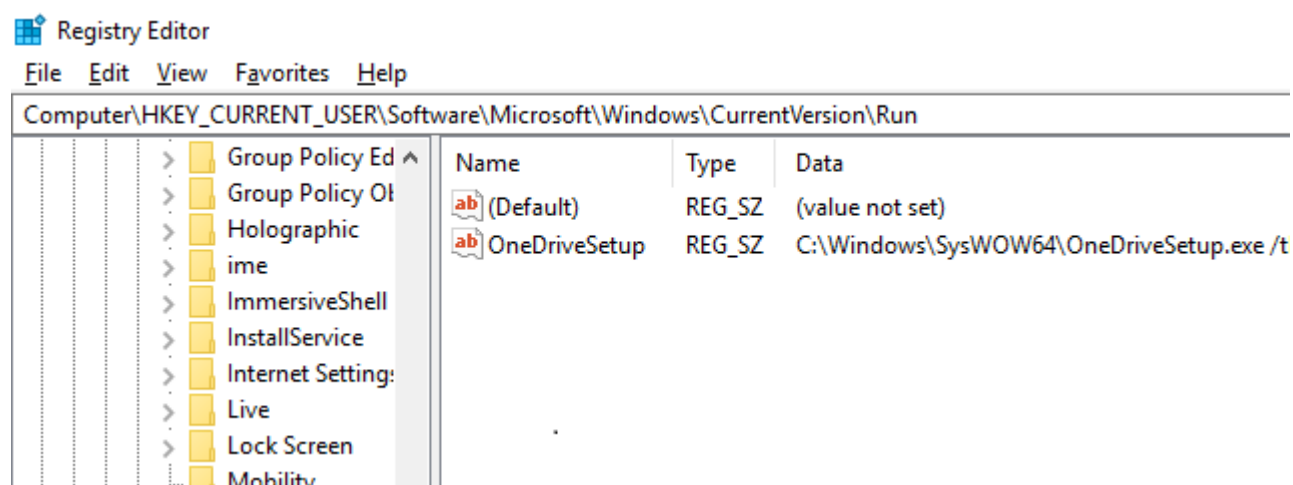 Registry Editor
File Edit View Favorites Help
Computer\HKEY_CURRENT_USER\Software\Microsoft\Windows\CurrentVersion\Run
Group Policy Ed
Group Policy Ob
Holographic
ime
ImmersiveShell
InstallService
Internet Settings
Live
Lock Screen
Mobility
Name Type Data
ab (Default) REG_SZ (value not set)
ab OneDriveSetup REG_SZ C:\Windows\SysWOW64\OneDriveSetup.exe /t